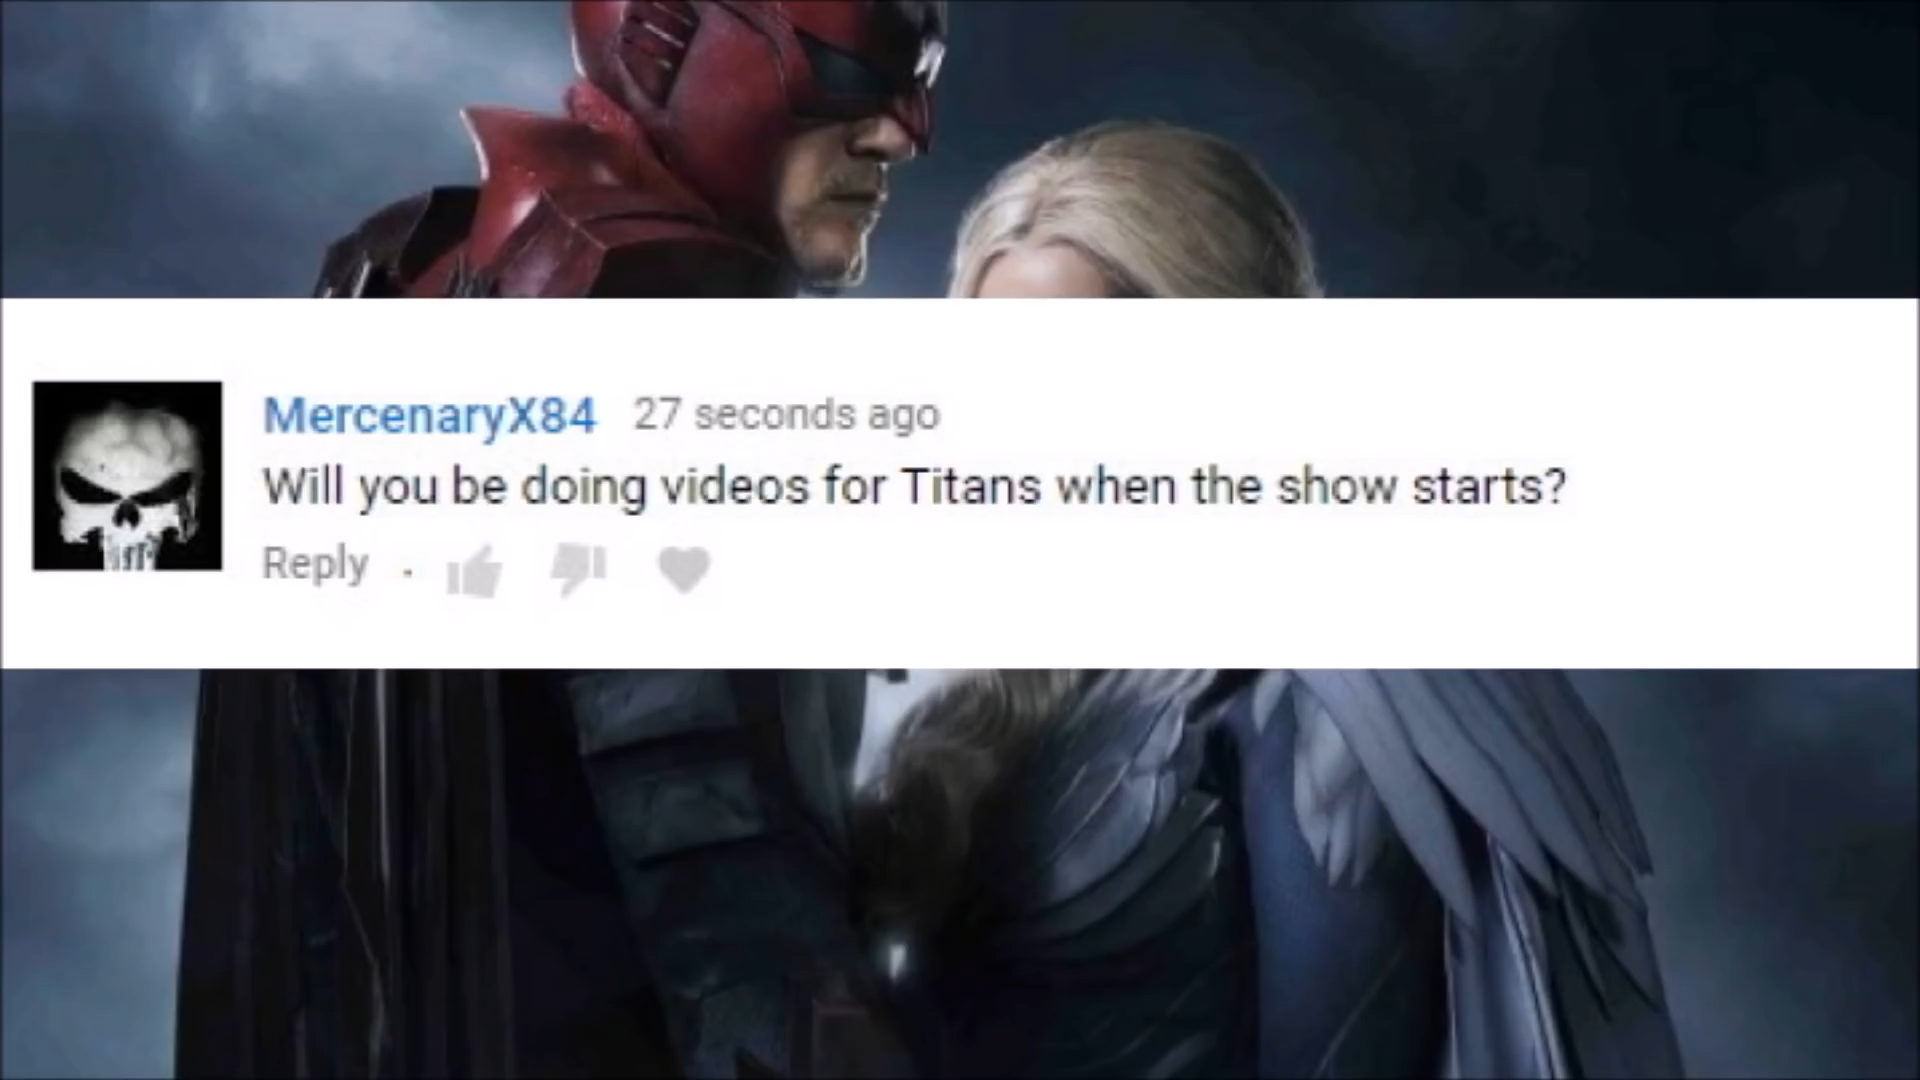 MercenaryX84 27 seconds ago
Will you be doing videos for Titans when the show starts?
Reply